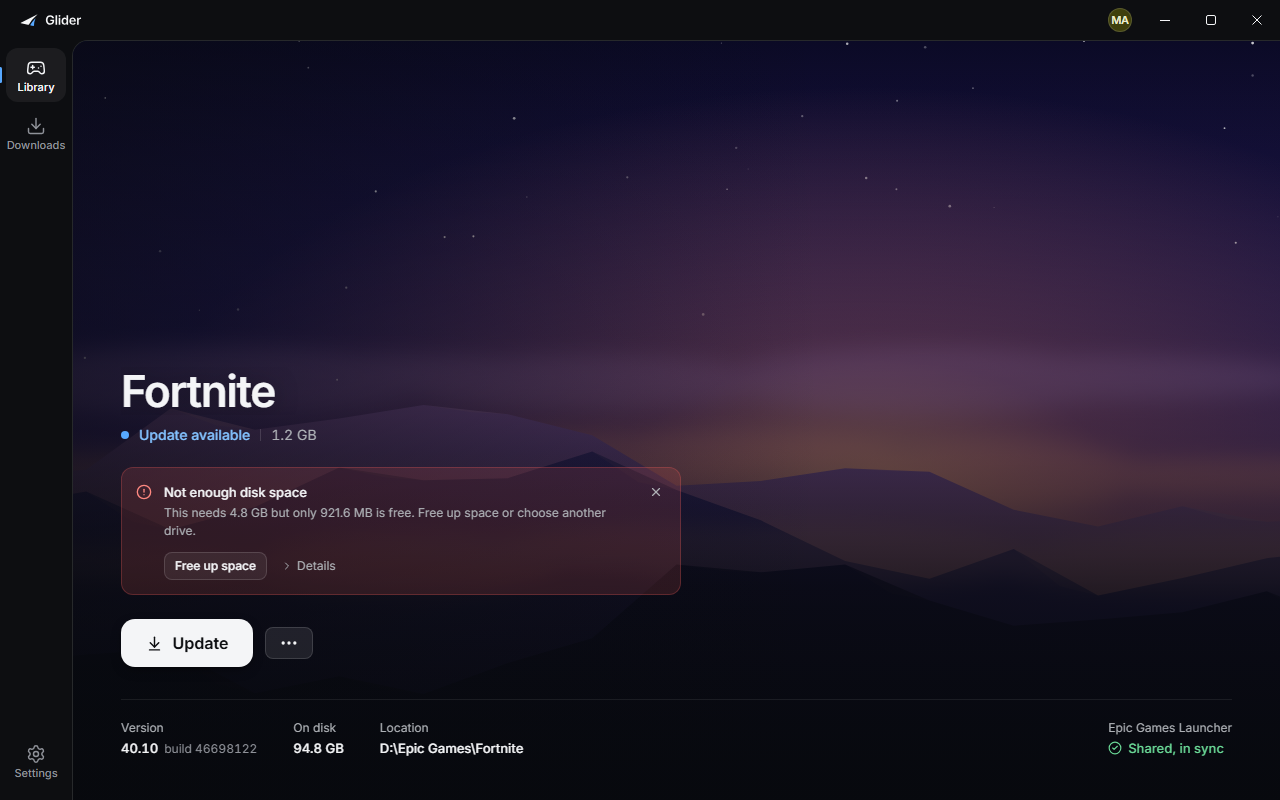 Glider
MA
Library
Downloads
Fortnite
Update available
1.2 GB
Not enough disk space
This needs 4.8 GB but only 921.6 MB is free. Free up space or choose another
drive.
Free up space
Details
Update
Version
On disk
Location
Epic Games Launcher
40.10 build 46698122
94.8 GB
D:\Epic Games\Fortnite
Shared, in sync
Settings